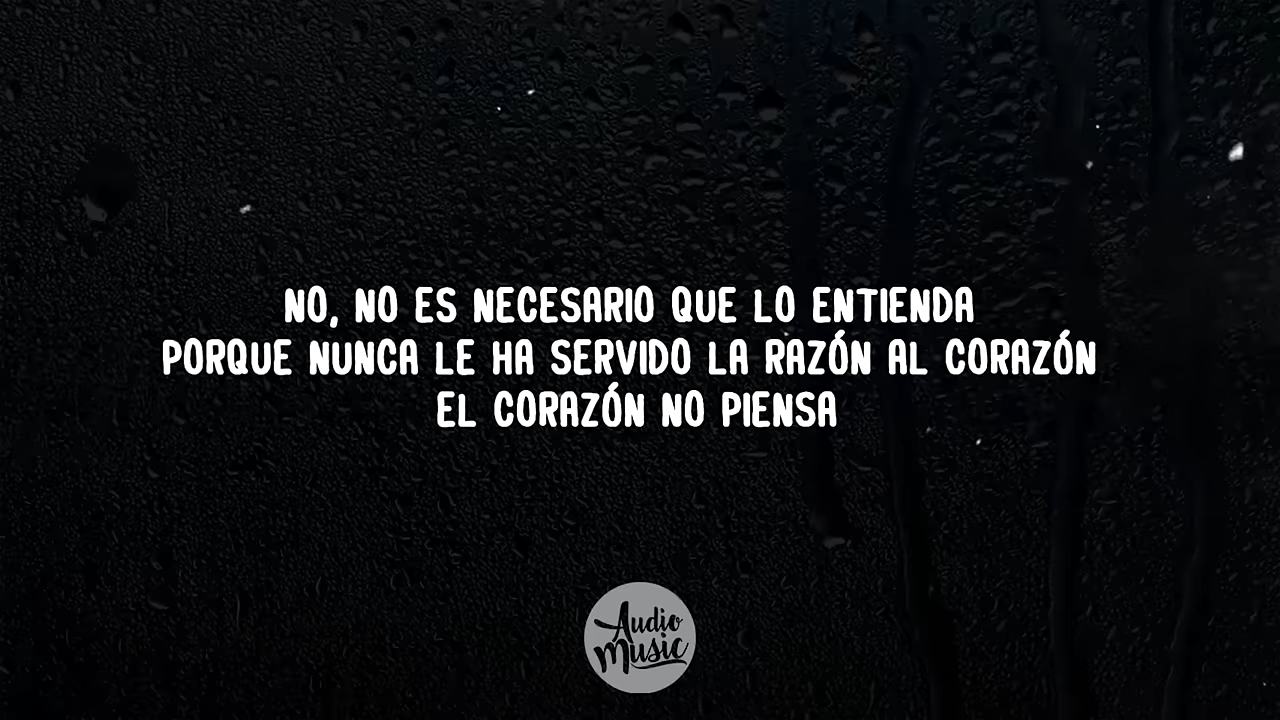 NO, NO ES NECESARIO QUE LO ENTIENDA
PORQUE NUNCA LE HA SERVIDO LA RAZÓN AL CORAZÓN
EL CORAZÓN NO PIENSA
Audio
Music